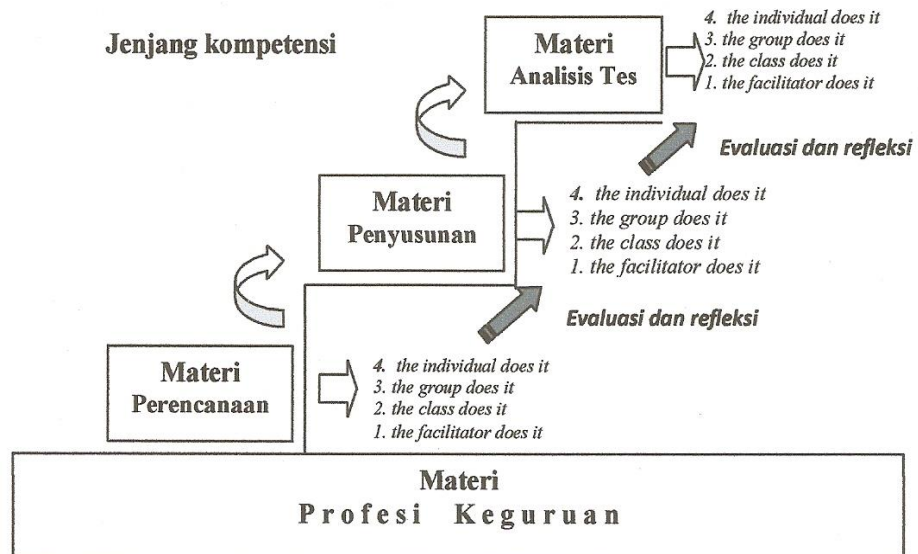 Jenjang kompetensi
Materi
Analisis Tes
4. the individual does it
3. the group does it
2. the class does it
1. the facilitator does it
Evaluasi dan refleksi
Materi
Penyusunan
4. the individual does it
3. the group does it
2. the class does it
1. the facilitator does it
Evaluasi dan refleksi
Materi
Perencanaan
4. the individual does it
3. the group does it
2. the class does it
1. the facilitator does it
Materi
Profesi Keguruan